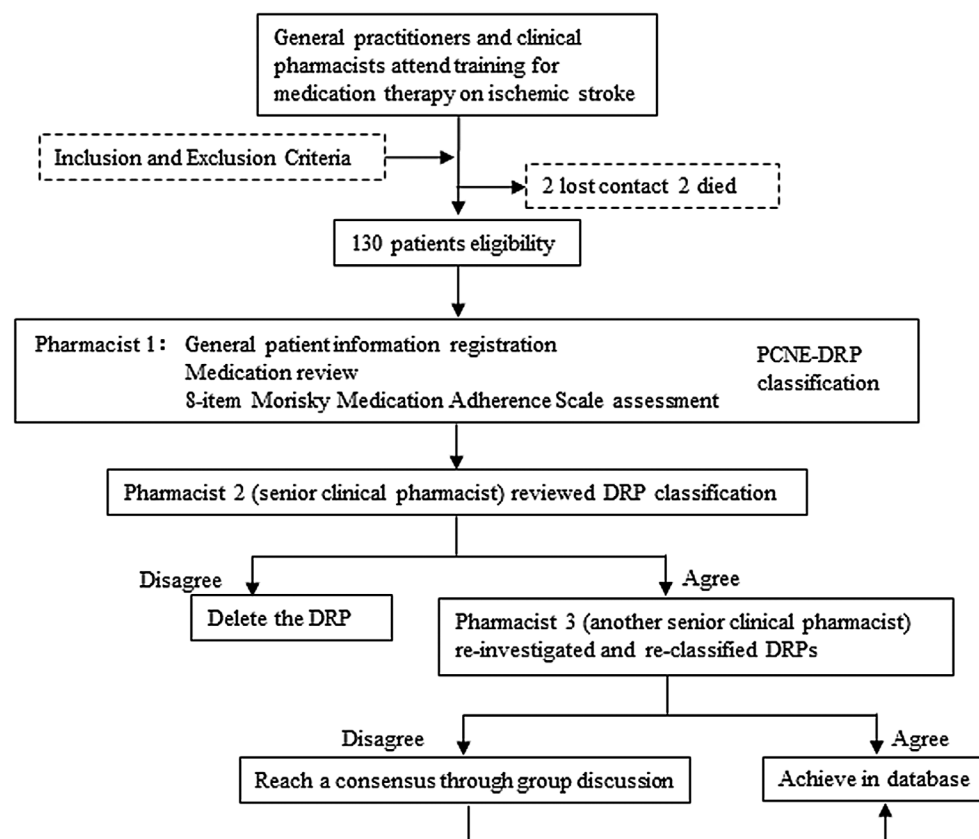 General practitioners and clinical
pharmacists attend training for
medication therapy on ischemic stroke
Inclusion and Exclusion Criteria
2 lost contact 2 died
130 patients eligibility
Pharmacist 1: General patient information registration
Medication review
8-item Morisky Medication Adherence Scale assessment
PCNE-DRP
classification
Pharmacist 2 (senior clinical pharmacist) reviewed DRP classification
Disagree
Agree
Delete the DRP
Pharmacist 3 (another senior clinical pharmacist)
re-investigated and re-classified DRPs
Disagree
Agree
Reach a consensus through group discussion
Achieve in database